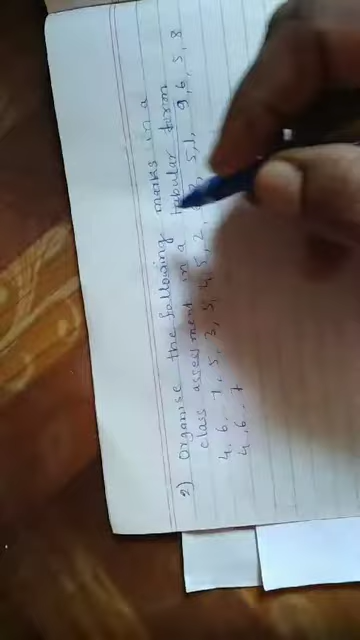 2) Organise the following marks in a
class assessment in a tabular form
4, 6, 7, 5, 3, 5, 4, 5, 2, 5, 1, 9, 6, 5, 8
4, 6, 7